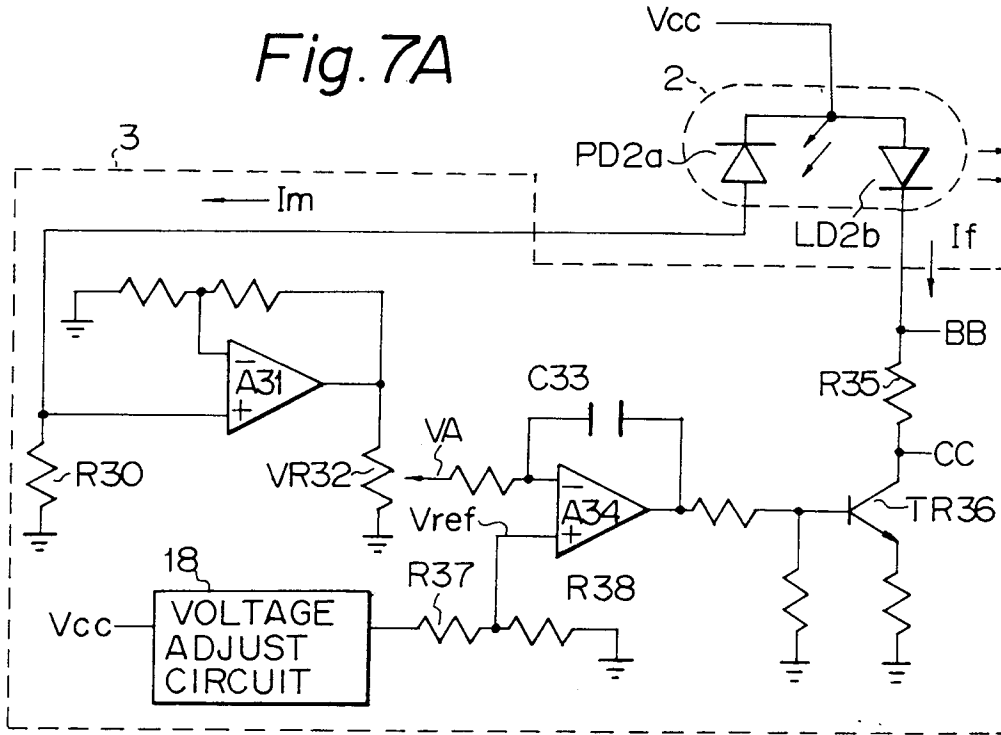 Fig. 7A
Vcc
2
PD2a
LD2b
3
Im
If
BB
A31
C33
R35
R30
VR32
VA
CC
A34
TR36
Vref
18
R37
R38
Vcc
VOLTAGE
ADJUST
CIRCUIT